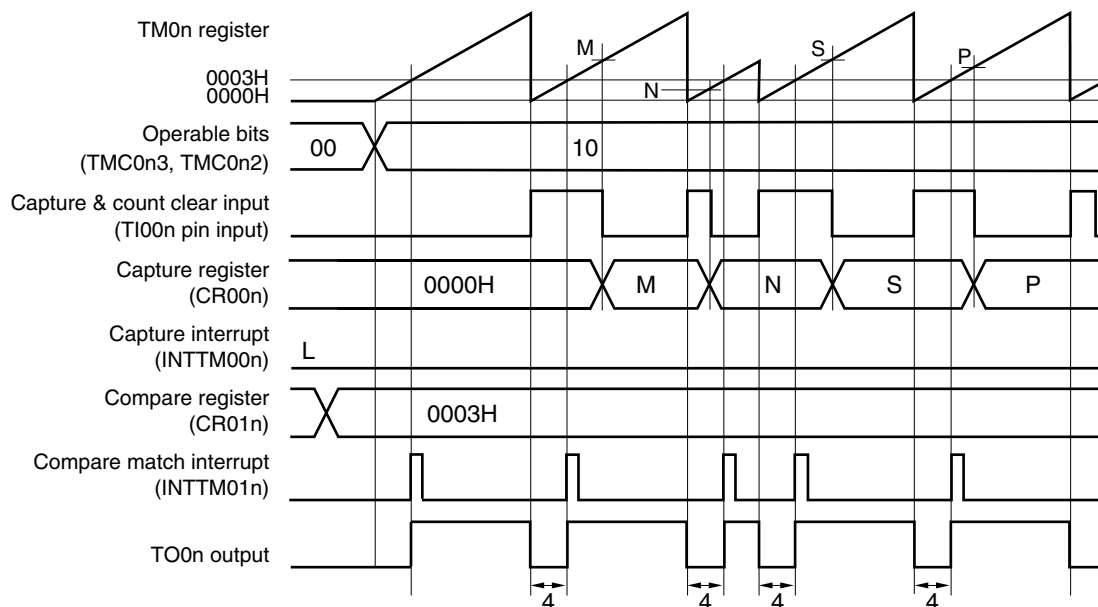 TM0n register
M
S
P
N
0003H
0000H
Operable bits
(TMC0n3, TMC0n2)
00
10
Capture & count clear input
(TI00n pin input)
Capture register
(CR00n)
0000H
M
N
S
P
Capture interrupt
(INTTM00n)
L
Compare register
(CR01n)
0003H
Compare match interrupt
(INTTM01n)
TO0n output
4
4
4
4